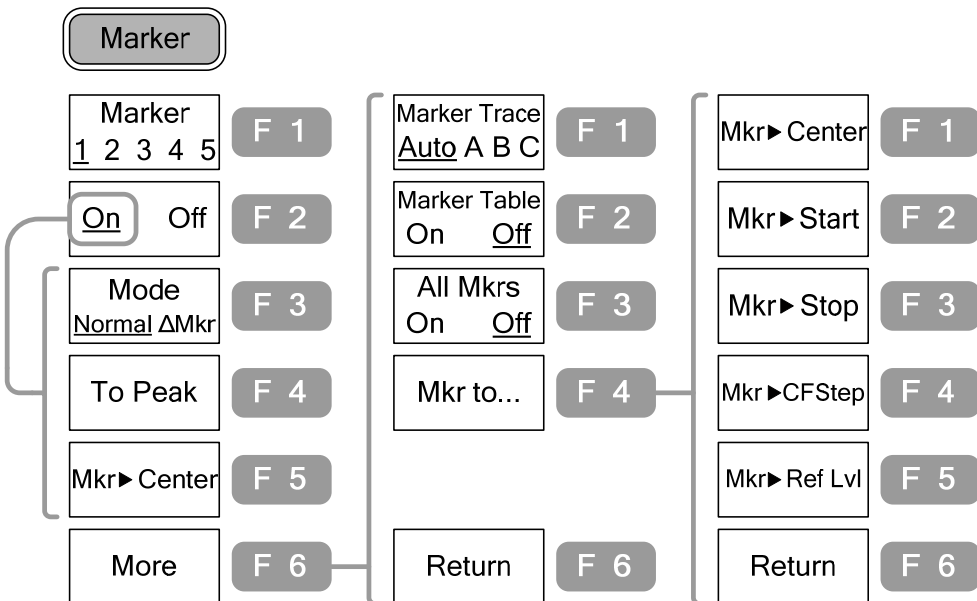 Marker
Marker
1 2 3 4 5
F 1
On Off
F 2
Mode
Normal ΔMkr
F 3
To Peak
F 4
Mkr▶ Center
F 5
More
F 6
Marker Trace
Auto A B C
F 1
Marker Table
On Off
F 2
All Mkrs
On Off
F 3
Mkr to...
F 4
Return
F 6
Mkr▶ Center
F 1
Mkr▶ Start
F 2
Mkr▶ Stop
F 3
Mkr▶CFStep
F 4
Mkr▶ Ref Lvl
F 5
Return
F 6